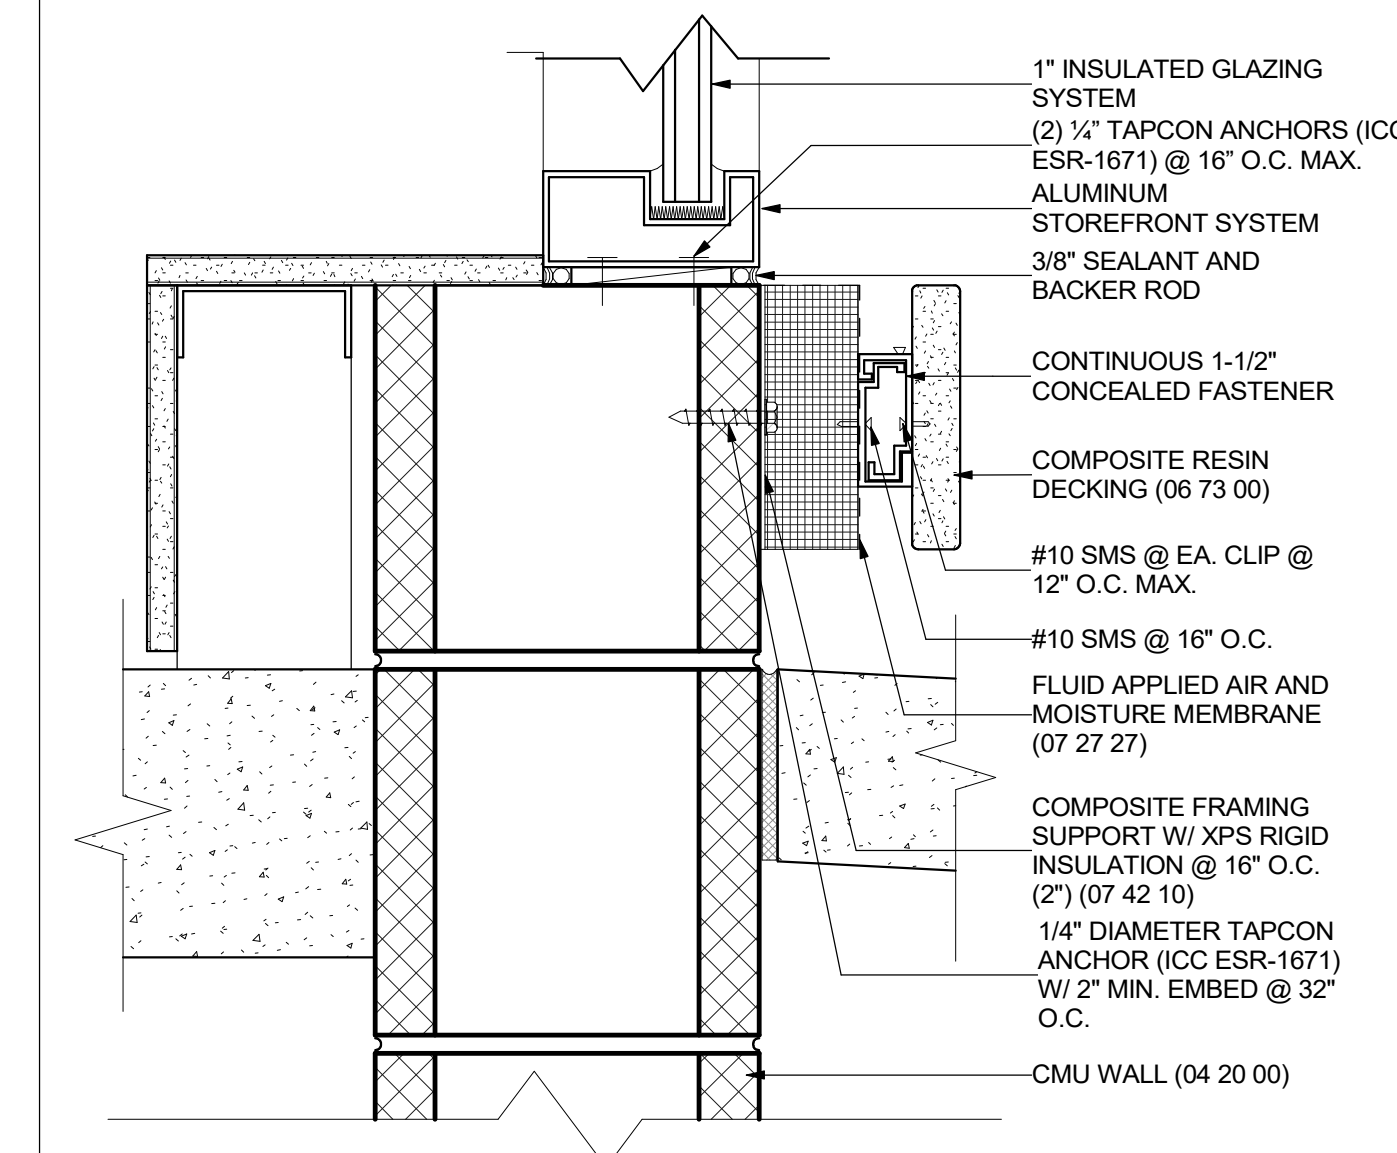 1" INSULATED GLAZING
SYSTEM
(2) ¼” TAPCON ANCHORS (ICC
ESR-1671) @ 16” O.C. MAX.
ALUMINUM
STOREFRONT SYSTEM
3/8" SEALANT AND
BACKER ROD
CONTINUOUS 1-1/2"
CONCEALED FASTENER
COMPOSITE RESIN
DECKING (06 73 00)
#10 SMS @ EA. CLIP @
12" O.C. MAX.
#10 SMS @ 16" O.C.
FLUID APPLIED AIR AND
MOISTURE MEMBRANE
(07 27 27)
COMPOSITE FRAMING
SUPPORT W/ XPS RIGID
INSULATION @ 16" O.C.
(2") (07 42 10)
1/4" DIAMETER TAPCON
ANCHOR (ICC ESR-1671)
W/ 2" MIN. EMBED @ 32"
O.C.
CMU WALL (04 20 00)